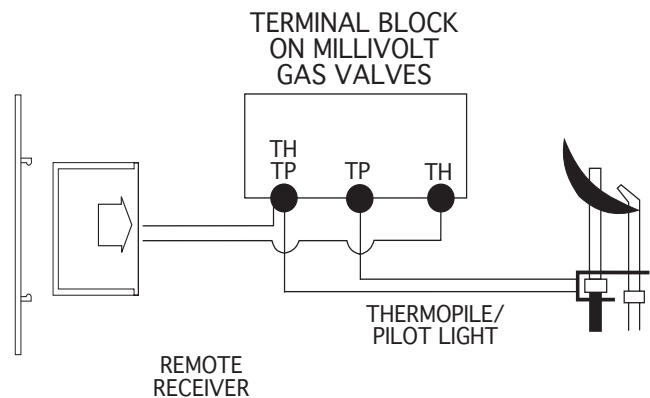 TERMINAL BLOCK
ON MILLIVOLT
GAS VALVES
TH
TP
TP
TH
THERMOPILE/
PILOT LIGHT
REMOTE
RECEIVER